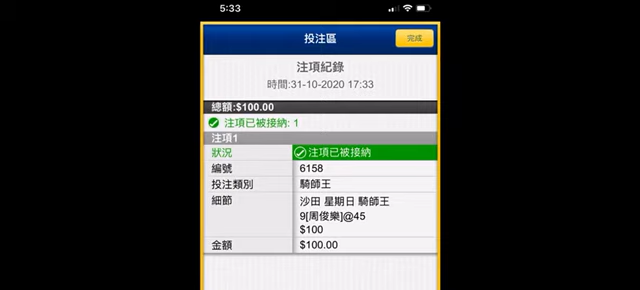 5:33
投注區
完成
注項紀錄
時間:31-10-2020 17:33
總額:$100.00
注項已被接納: 1
注項1
狀況 注項已被接納
編號 6158
投注類別 騎師王
細節 沙田 星期日 騎師王
9[周俊樂]@45
$100
金額 $100.00